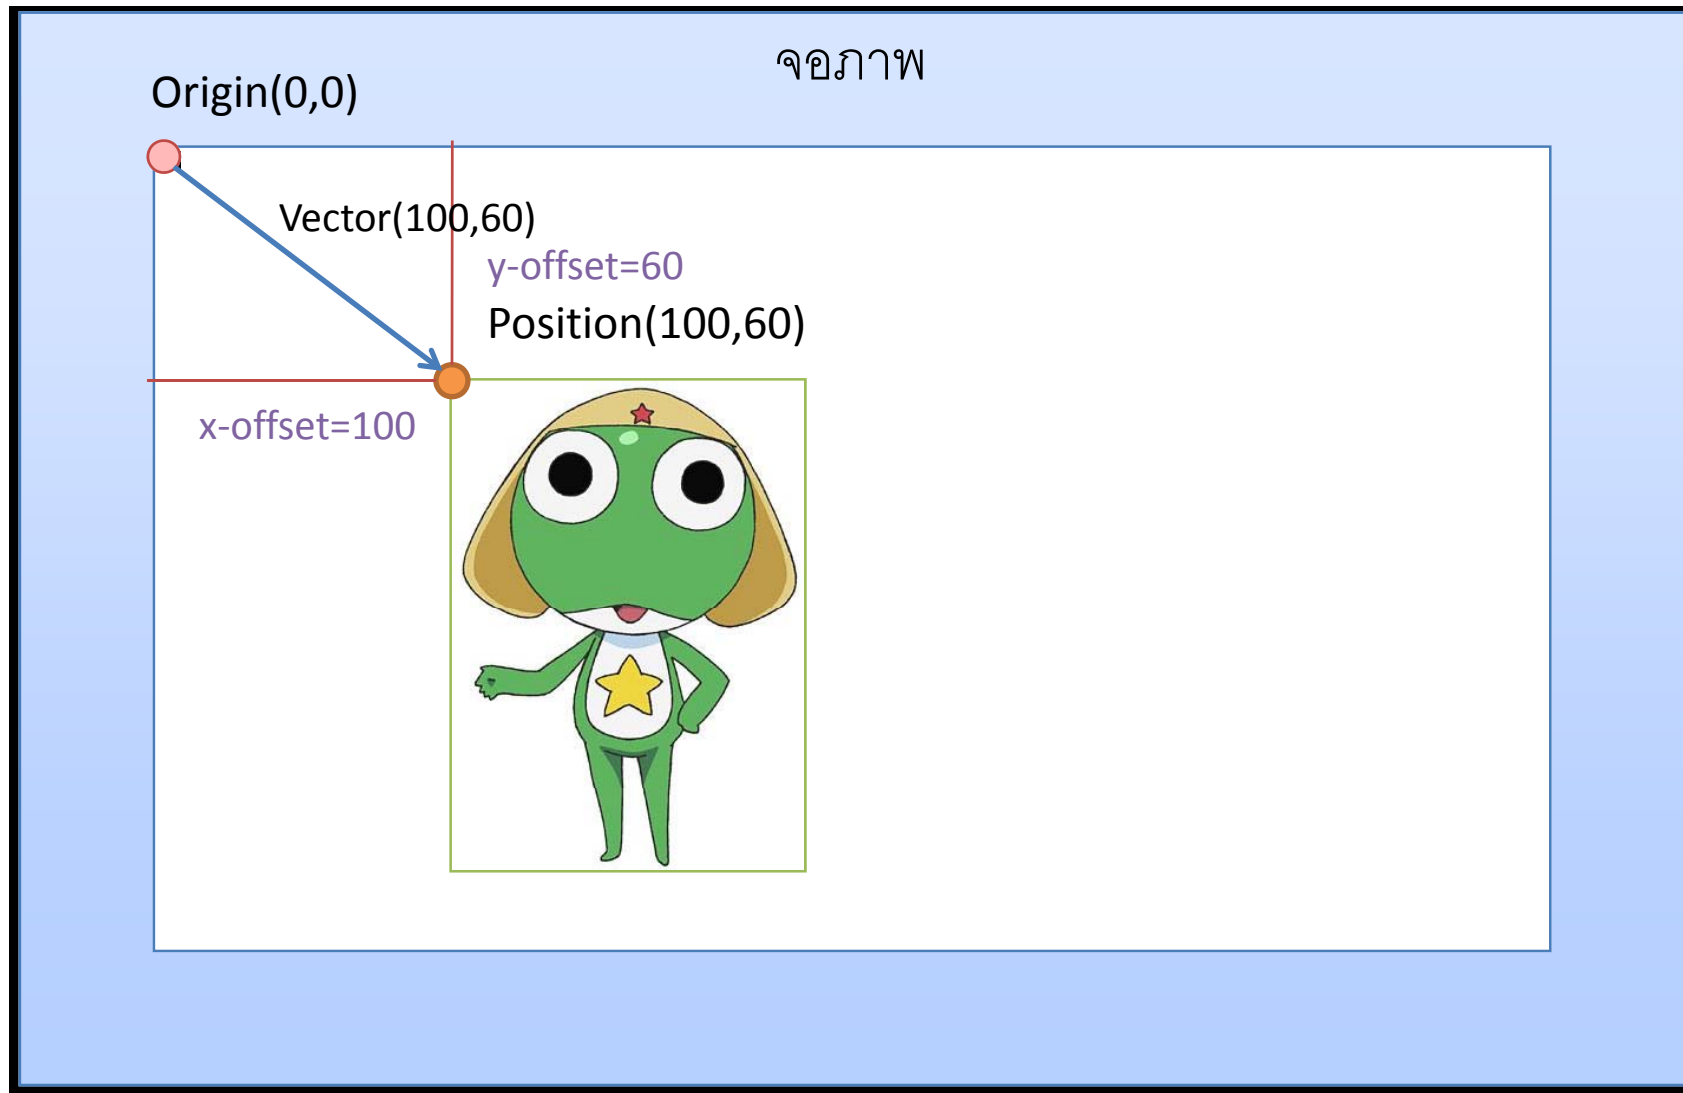 จอภาพ
Origin(0,0)
Vector(100,60)
y-offset=60
Position(100,60)
x-offset=100